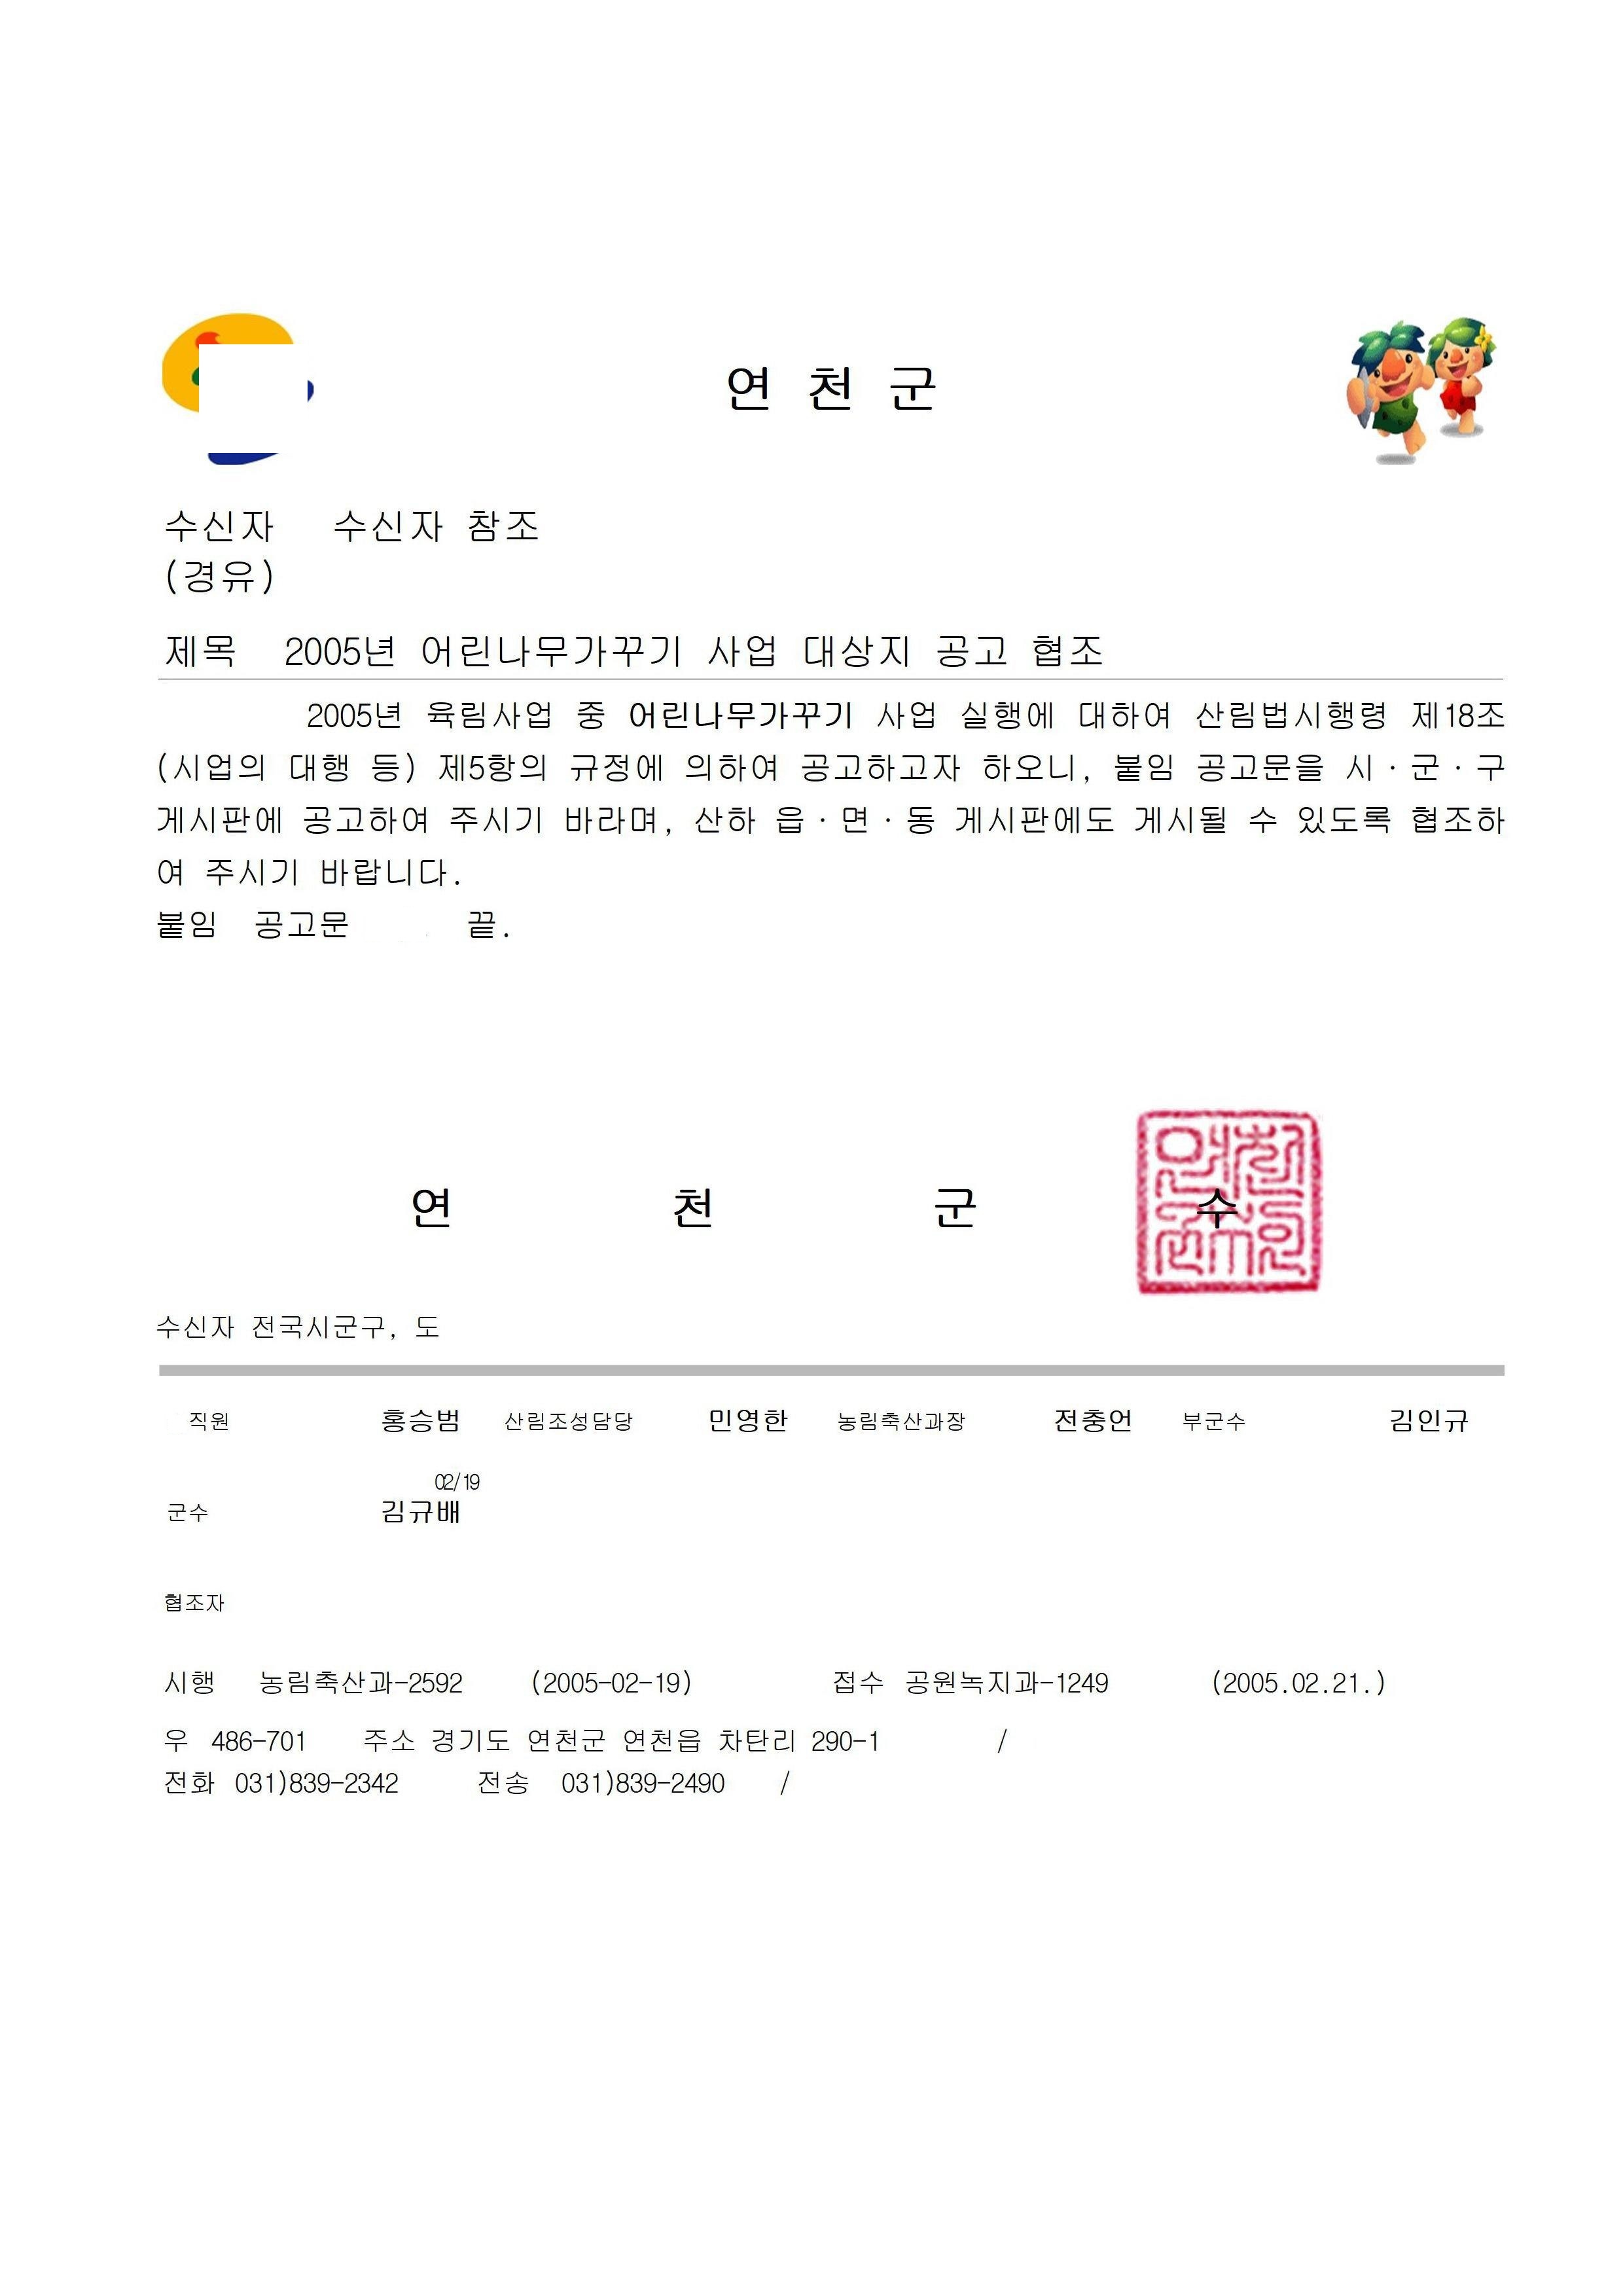 연 천 군
수신자 수신자 참조
(경유)
제목 2005년 어린나무가꾸기 사업 대상지 공고 협조
2005년 육림사업 중 어린나무가꾸기 사업 실행에 대하여 산림법시행령 제18조
(시업의 대행 등) 제5항의 규정에 의하여 공고하고자 하오니, 붙임 공고문을 시·군·구
게시판에 공고하여 주시기 바라며, 산하 읍·면·동 게시판에도 게시될 수 있도록 협조하
여 주시기 바랍니다.
붙임 공고문 끝.
연 천 군 수
수신자 전국시군구, 도
직원 홍승범 산림조성담당 민영한 농림축산과장 전충언 부군수 김인규
02/19
군수 김규배
협조자
시행 농림축산과-2592 (2005-02-19) 접수 공원녹지과-1249 (2005.02.21.)
우 486-701 주소 경기도 연천군 연천읍 차탄리 290-1 /
전화 031)839-2342 전송 031)839-2490 /